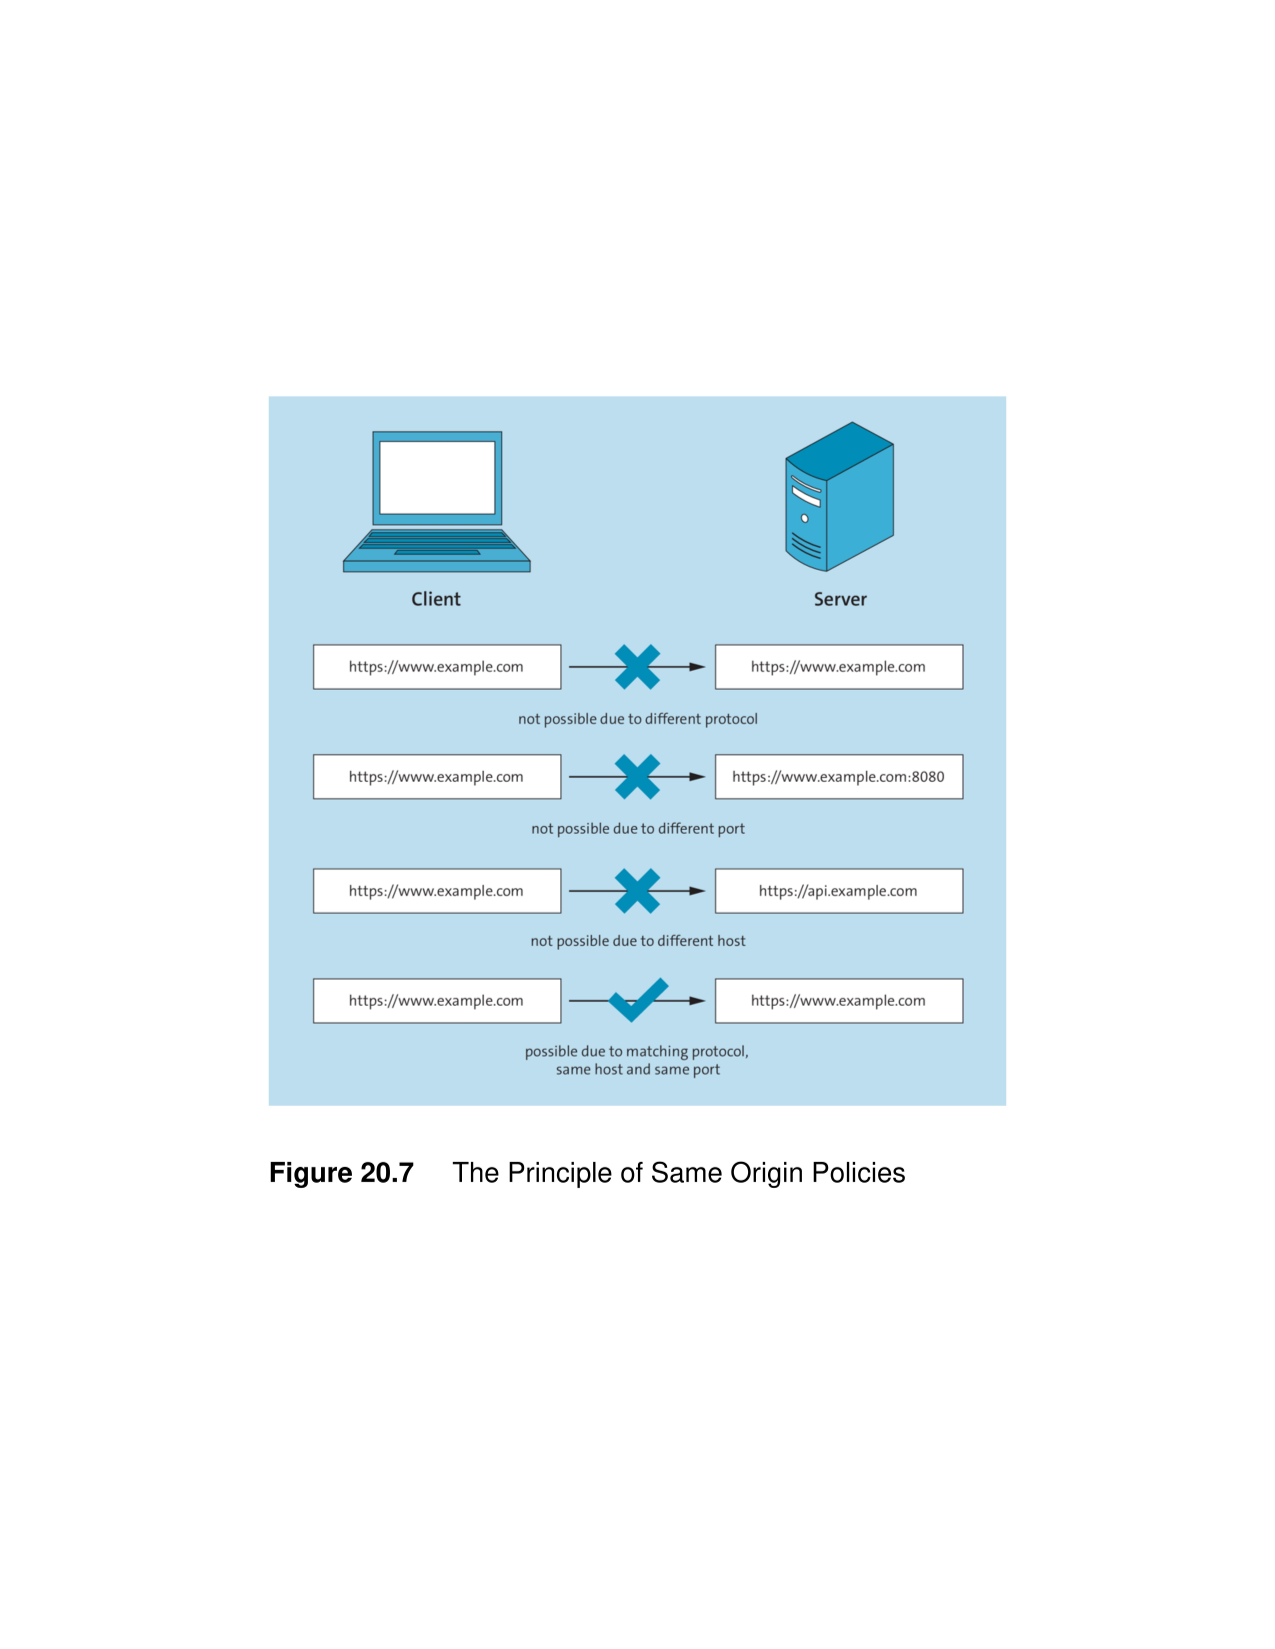 Client
Server
https://www.example.com
https://www.example.com
not possible due to different protocol
https://www.example.com
https://www.example.com:8080
not possible due to different port
https://www.example.com
https://api.example.com
not possible due to different host
https://www.example.com
https://www.example.com
possible due to matching protocol,
same host and same port
Figure 20.7 The Principle of Same Origin Policies